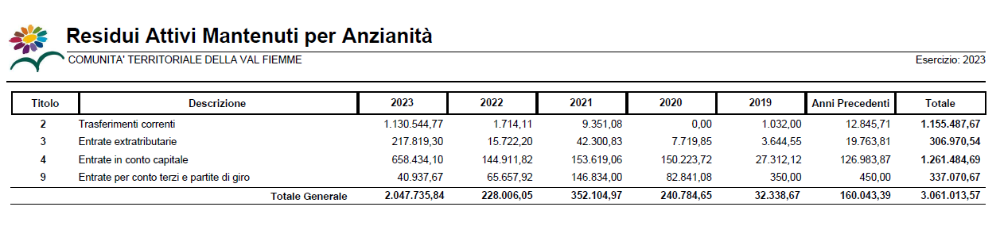 Residui Attivi Mantenuti per Anzianità
COMUNITA' TERRITORIALE DELLA VAL FIEMME Esercizio: 2023
Titolo Descrizione 2023 2022 2021 2020 2019 Anni Precedenti Totale
2 Trasferimenti correnti 1.130.544,77 1.714,11 9.351,08 0,00 1.032,00 12.845,71 1.155.487,67
3 Entrate extratributarie 217.819,30 15.722,20 42.300,83 7.719,85 3.644,55 19.763,81 306.970,54
4 Entrate in conto capitale 658.434,10 144.911,82 153.619,06 150.223,72 27.312,12 126.983,87 1.261.484,69
9 Entrate per conto terzi e partite di giro 40.937,67 65.657,92 146.834,00 82.841,08 350,00 450,00 337.070,67
Totale Generale 2.047.735,84 228.006,05 352.104,97 240.784,65 32.338,67 160.043,39 3.061.013,57